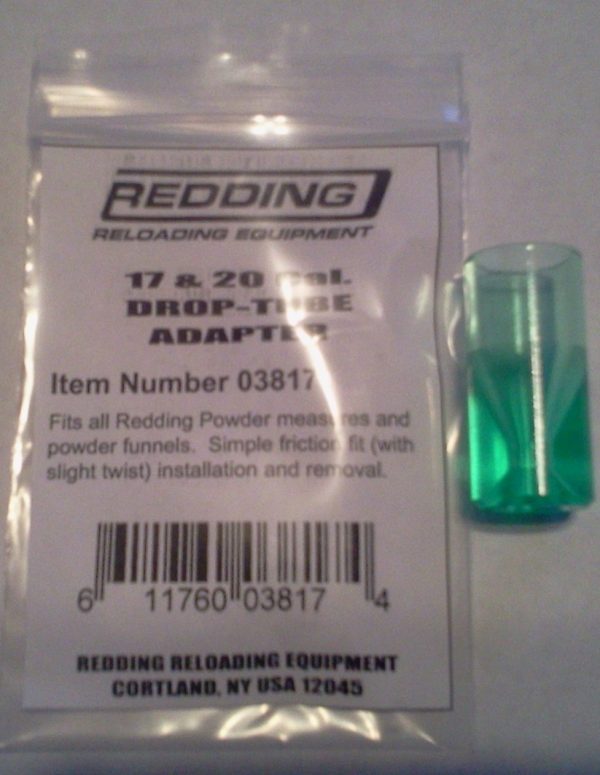 REDDING
RELOADING EQUIPMENT
17 & 20 Cal.
DROP-TUBE
ADAPTER
Item Number 03817
Fits all Redding Powder measures and
powder funnels. Simple friction fit (with
slight twist) installation and removal.
6 11760 03817 4
REDDING RELOADING EQUIPMENT
CORTLAND, NY USA 12045